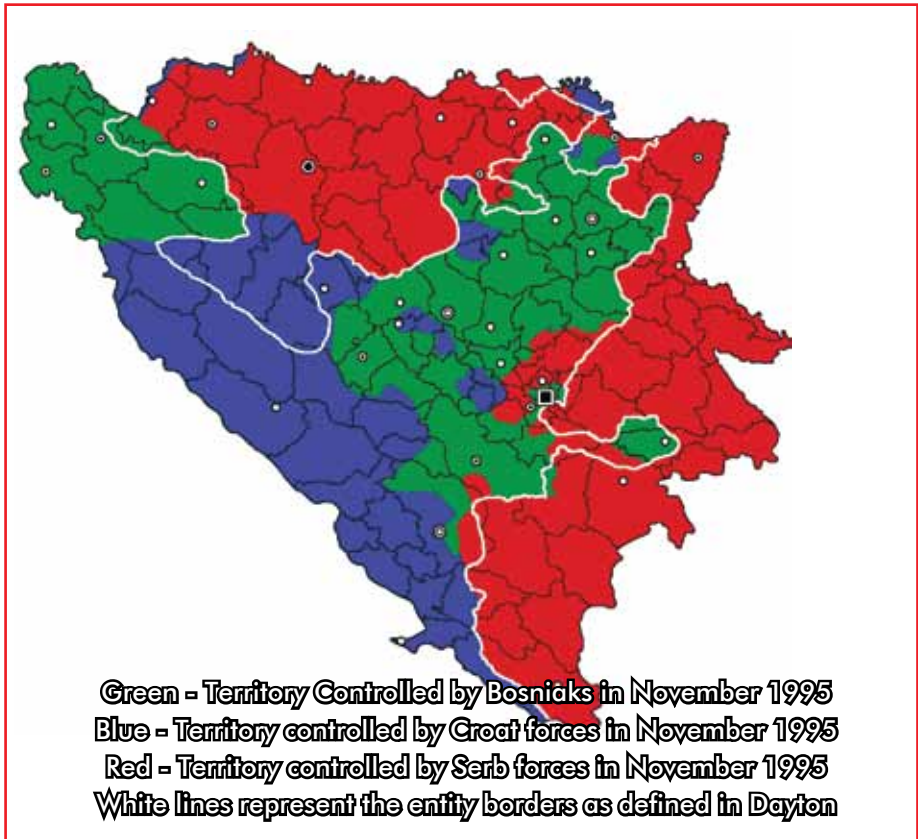 Green - Territory Controlled by Bosniaks in November 1995
Blue - Territory controlled by Croat forces in November 1995
Red - Territory controlled by Serb forces in November 1995
White lines represent the entity borders as defined in Dayton